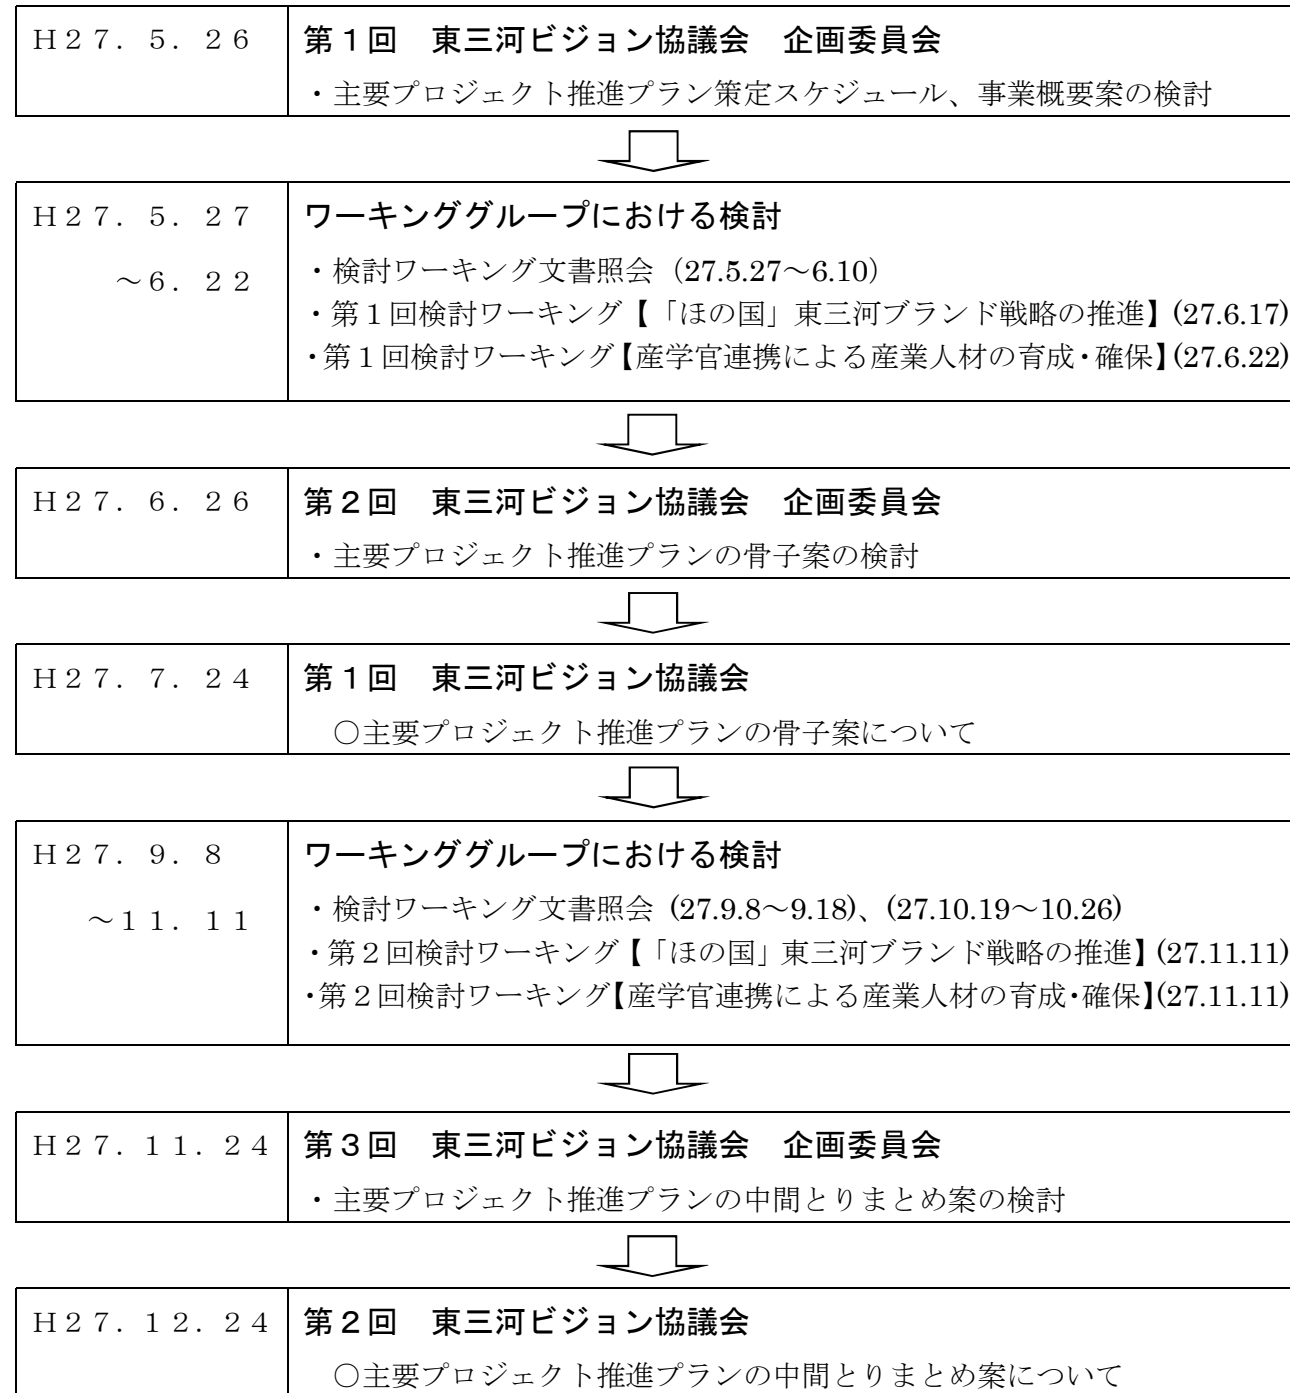 H27．5．26 第1回　東三河ビジョン協議会　企画委員会
・主要プロジェクト推進プラン策定スケジュール、事業概要案の検討
H27．5．27 ワーキンググループにおける検討
～6．22 ・検討ワーキング文書照会（27.5.27～6.10）
・第１回検討ワーキング【「ほの国」東三河ブランド戦略の推進】(27.6.17)
・第１回検討ワーキング【産学官連携による産業人材の育成・確保】(27.6.22)
H27．6．26 第2回　東三河ビジョン協議会　企画委員会
・主要プロジェクト推進プランの骨子案の検討
H27．7．24 第1回　東三河ビジョン協議会
○主要プロジェクト推進プランの骨子案について
H27．9．8 ワーキンググループにおける検討
～11．11 ・検討ワーキング文書照会 (27.9.8～9.18)、(27.10.19～10.26)
・第２回検討ワーキング【「ほの国」東三河ブランド戦略の推進】(27.11.11)
・第２回検討ワーキング【産学官連携による産業人材の育成・確保】(27.11.11)
H27．11．24 第3回　東三河ビジョン協議会　企画委員会
・主要プロジェクト推進プランの中間とりまとめ案の検討
H27．12．24 第2回　東三河ビジョン協議会
○主要プロジェクト推進プランの中間とりまとめ案について